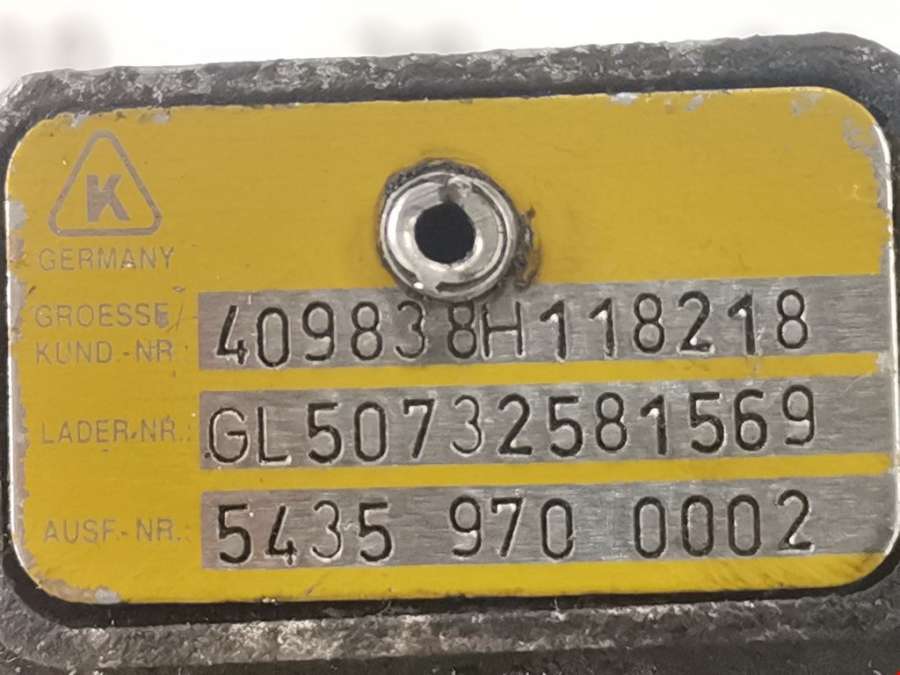 K
GERMANY
GROESSE/ 409838H118218
KUND.-NR
LADER-NR.: GL50732581569
AUSF.-NR.: 5435 970 0002